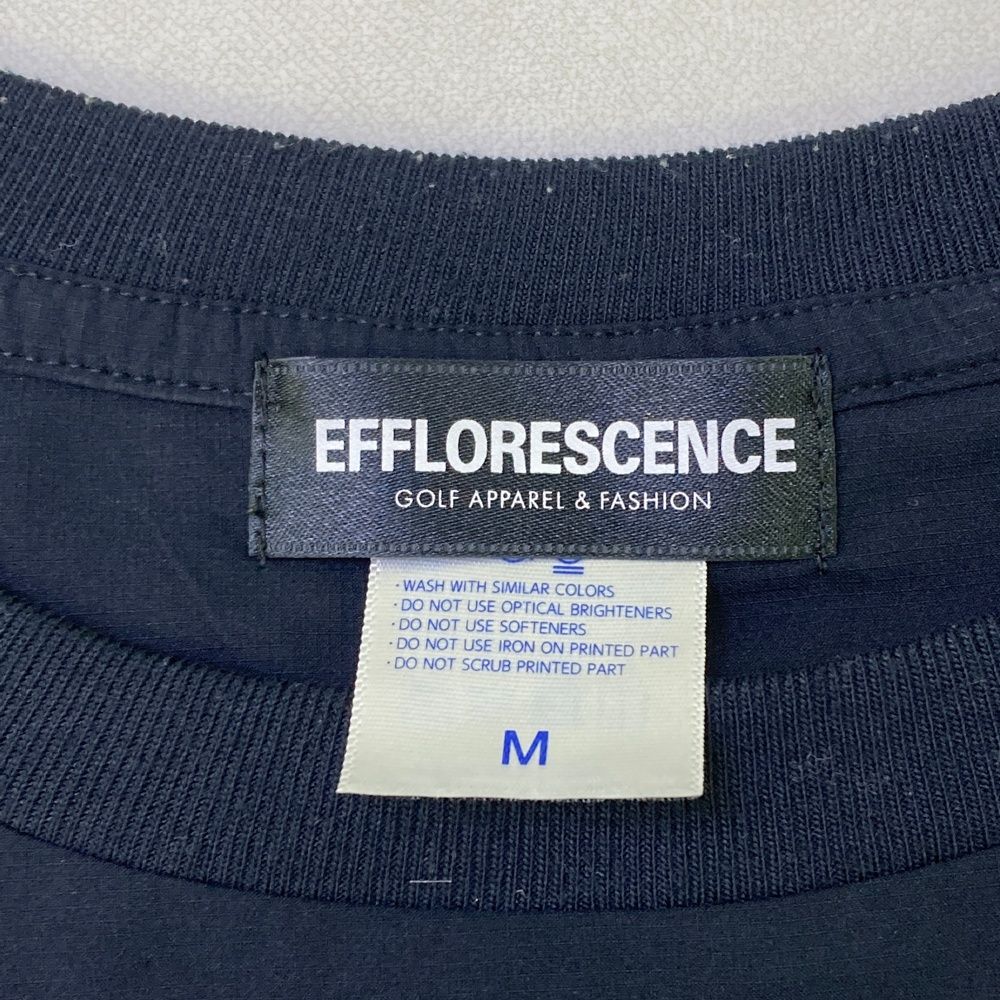 EFFLORESCENCE
GOLF APPAREL & FASHION
・WASH WITH SIMILAR COLORS
・DO NOT USE OPTICAL BRIGHTENERS
・DO NOT USE SOFTENERS
・DO NOT USE IRON ON PRINTED PART
・DO NOT SCRUB PRINTED PART
M